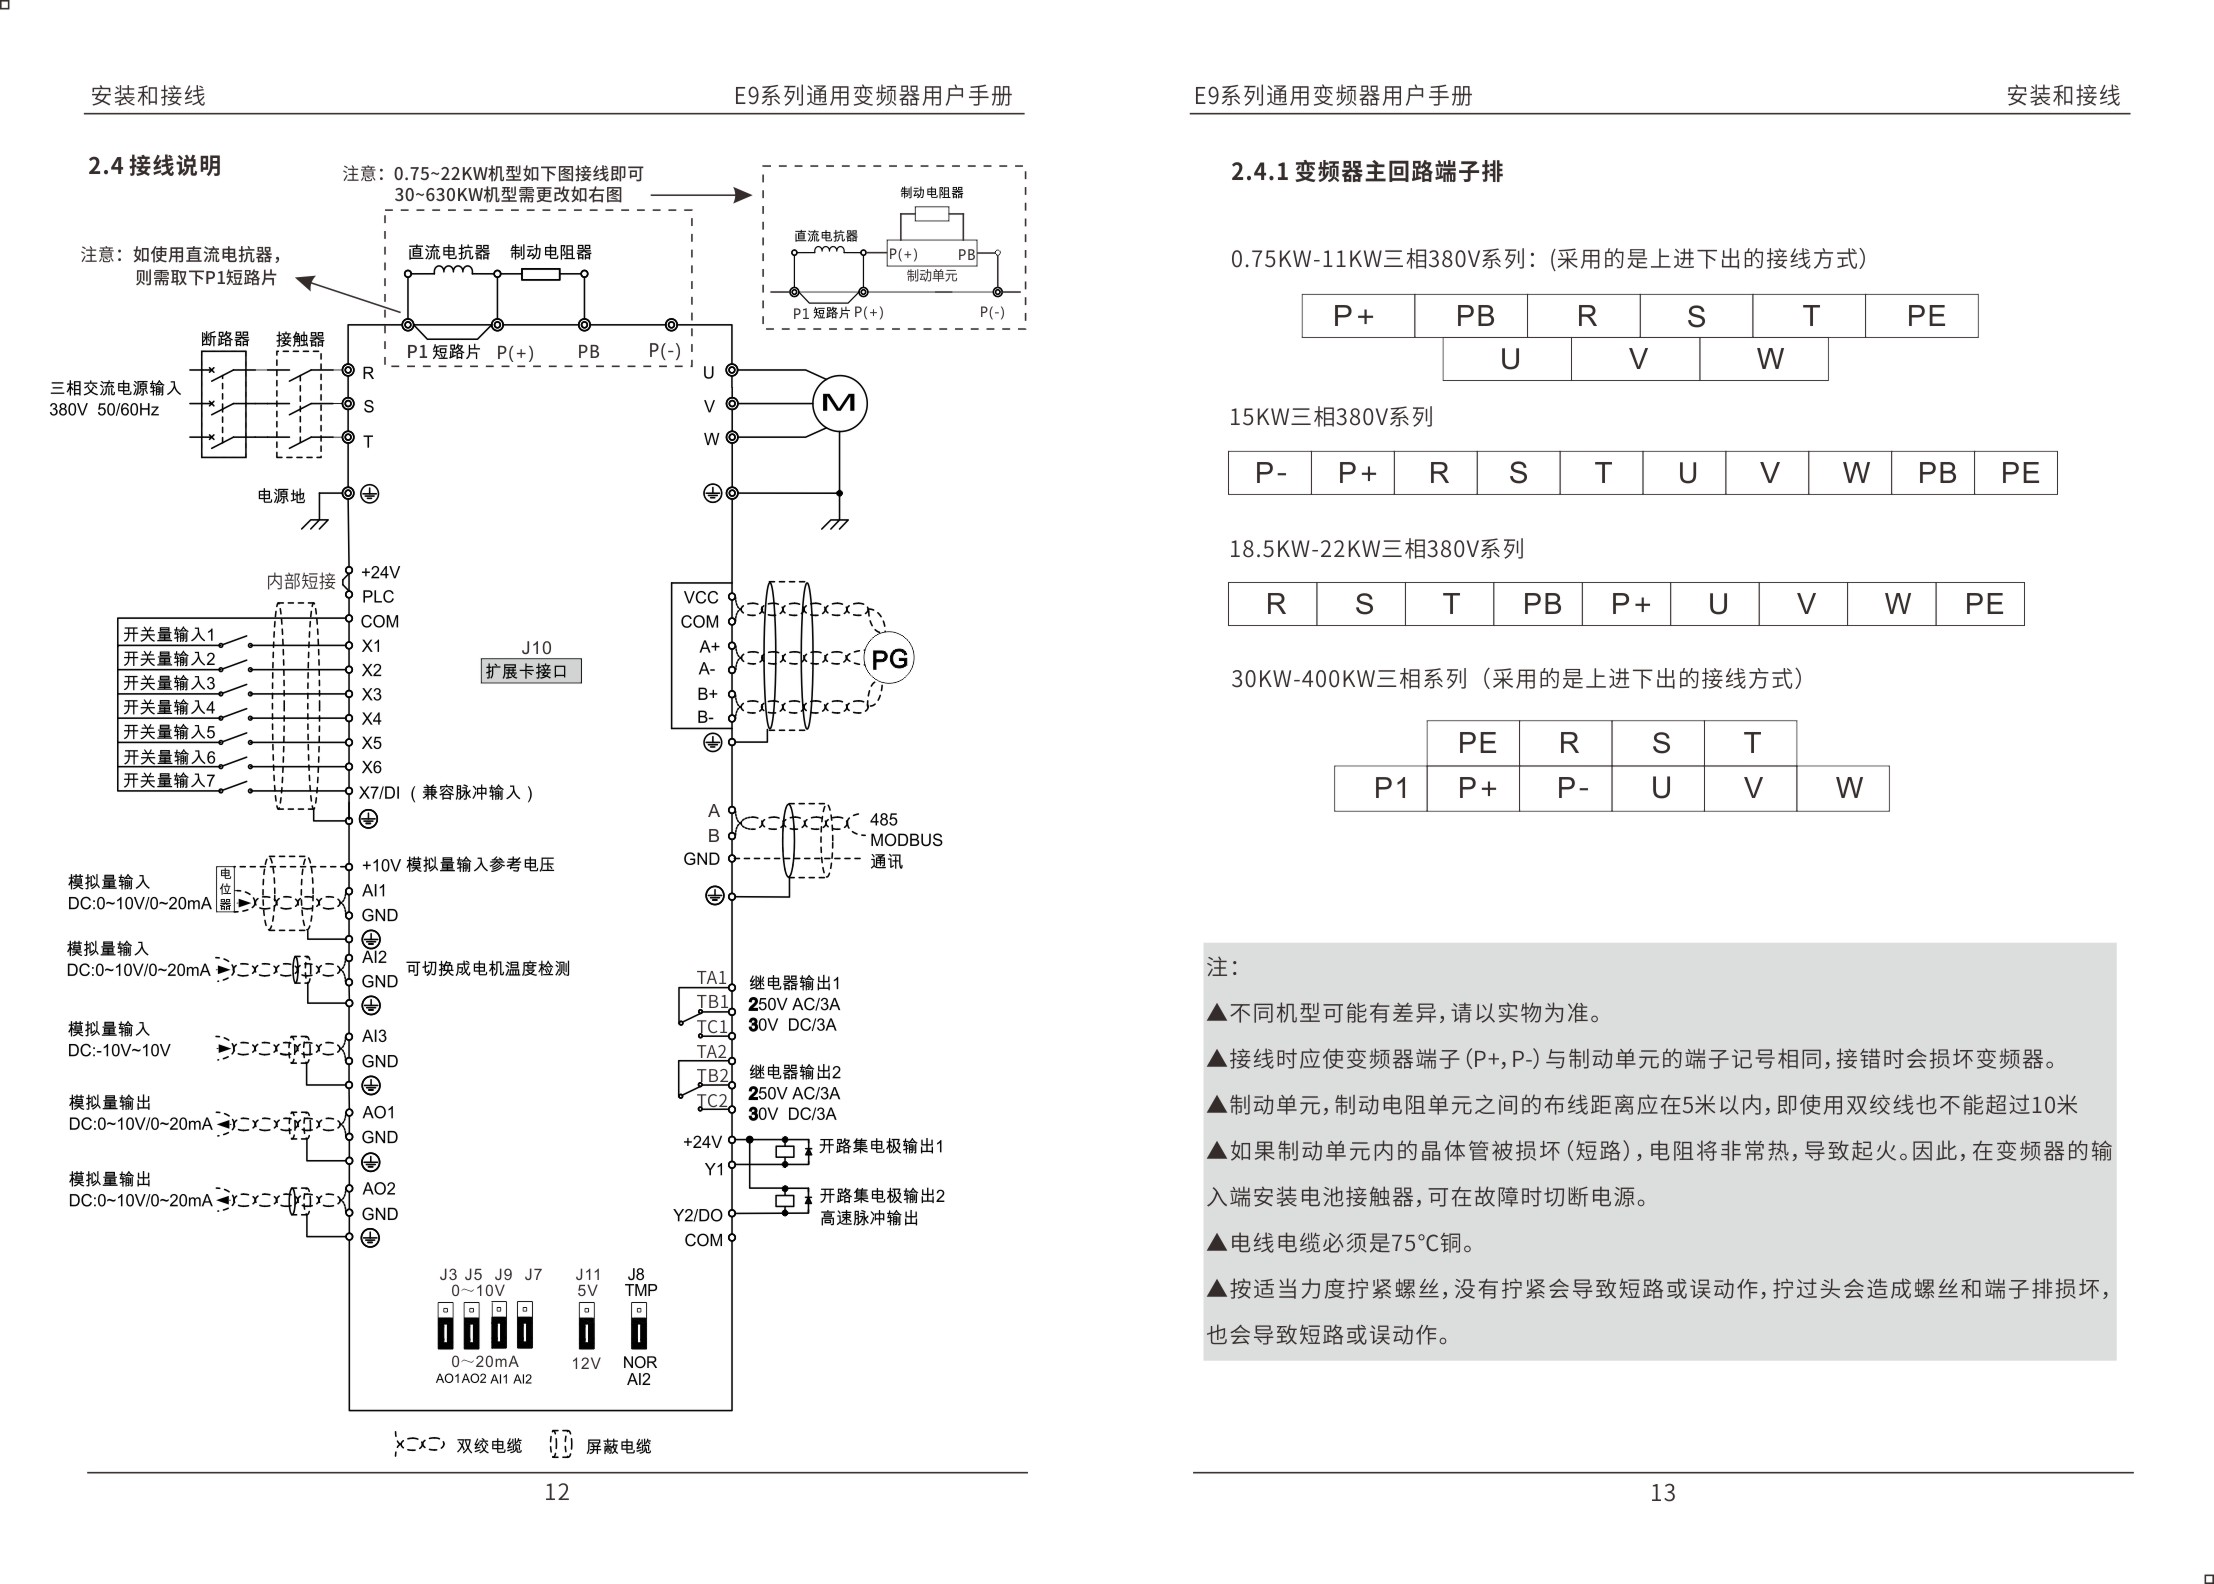 安装和接线
E9系列通用变频器用户手册
2.4 接线说明
注意：0.75~22KW机型如下图接线即可
30~630KW机型需更改如右图
注意：如使用直流电抗器，
则需取下P1短路片
直流电抗器 制动电阻器
P1 短路片 P(+) PB P(-)
制动电阻器
直流电抗器
P(+) PB
制动单元
P1 短路片 P(+) P(-)
断路器 接触器
三相交流电源输入
380V 50/60Hz
R
S
T
电源地
U
V
W
M
内部短接
+24V
PLC
COM
开关量输入1
X1
开关量输入2
X2
开关量输入3
X3
开关量输入4
X4
开关量输入5
X5
开关量输入6
X6
开关量输入7
X7/DI（兼容脉冲输入）
J10
扩展卡接口
VCC
COM
A+
A-
B+
B-
PG
A
B
GND
485
MODBUS
通讯
电位器
+10V 模拟量输入参考电压
模拟量输入
DC:0~10V/0~20mA
AI1
GND
模拟量输入
DC:0~10V/0~20mA
AI2
可切换成电机温度检测
GND
模拟量输入
DC:-10V~10V
AI3
GND
模拟量输出
DC:0~10V/0~20mA
AO1
GND
模拟量输出
DC:0~10V/0~20mA
AO2
GND
TA1
TB1
TC1
继电器输出1
250V AC/3A
30V DC/3A
TA2
TB2
TC2
继电器输出2
250V AC/3A
30V DC/3A
+24V
Y1
开路集电极输出1
Y2/DO
开路集电极输出2
高速脉冲输出
COM
J3 J5 J9 J7
0～10V
0～20mA
AO1 AO2 AI1 AI2
J11
5V
12V
J8
TMP
NOR
AI2
双绞电缆 屏蔽电缆
12
E9系列通用变频器用户手册
安装和接线
2.4.1 变频器主回路端子排
0.75KW-11KW三相380V系列：(采用的是上进下出的接线方式）
P+ PB R S T PE
U V W
15KW三相380V系列
P- P+ R S T U V W PB PE
18.5KW-22KW三相380V系列
R S T PB P+ U V W PE
30KW-400KW三相系列（采用的是上进下出的接线方式）
PE R S T
P1 P+ P- U V W
注：
▲不同机型可能有差异，请以实物为准。
▲接线时应使变频器端子（P+，P-）与制动单元的端子记号相同，接错时会损坏变频器。
▲制动单元，制动电阻单元之间的布线距离应在5米以内，即使用双绞线也不能超过10米
▲如果制动单元内的晶体管被损坏（短路），电阻将非常热，导致起火。因此，在变频器的输
入端安装电池接触器，可在故障时切断电源。
▲电线电缆必须是75℃铜。
▲按适当力度拧紧螺丝，没有拧紧会导致短路或误动作，拧过头会造成螺丝和端子排损坏，
也会导致短路或误动作。
13